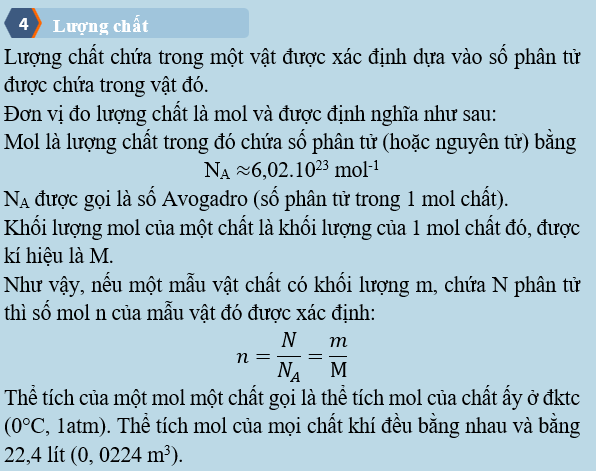 4 Lượng chất
Lượng chất chứa trong một vật được xác định dựa vào số phân tử
được chứa trong vật đó.
Đơn vị đo lượng chất là mol và được định nghĩa như sau:
Mol là lượng chất trong đó chứa số phân tử (hoặc nguyên tử) bằng
N_A ≈6,02.10²³ mol⁻¹
N_A được gọi là số Avogadro (số phân tử trong 1 mol chất).
Khối lượng mol của một chất là khối lượng của 1 mol chất đó, được
kí hiệu là M.
Như vậy, nếu một mẫu vật chất có khối lượng m, chứa N phân tử
thì số mol n của mẫu vật đó được xác định:
n = N/N_A = m/M
Thể tích của một mol một chất gọi là thể tích mol của chất ấy ở đktc
(0°C, 1atm). Thể tích mol của mọi chất khí đều bằng nhau và bằng
22,4 lít (0, 0224 m³).